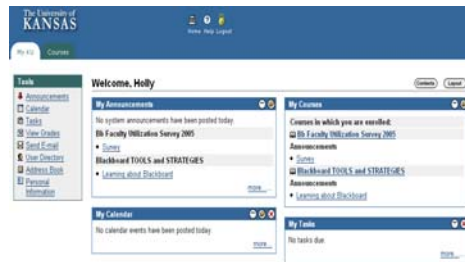 The University of
KANSAS
Home Help Logout
My KU Courses
Tools
Announcements
Calendar
Tasks
View Grades
Send E-mail
User Directory
Address Book
Personal
Information
Welcome, Holly
Contents Layout
My Announcements
No system announcements have been posted today.
Bb Faculty Utilization Survey 2005
• Survey
Blackboard TOOLS and STRATEGIES
• Learning about Blackboard
more...
My Calendar
No calendar events have been posted today.
more...
My Courses
Courses in which you are enrolled:
Bb Faculty Utilization Survey 2005
Announcements
• Survey
Blackboard TOOLS and STRATEGIES
Announcements
• Learning about Blackboard
My Tasks
No tasks due.
more...